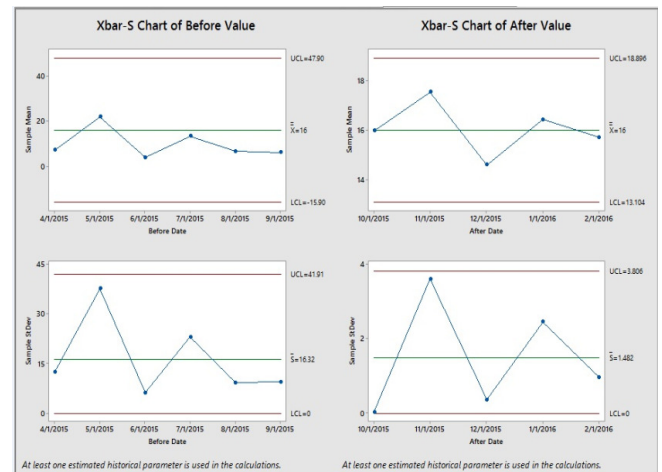 Xbar-S Chart of Before Value
Sample Mean
40
20
0
UCL=47.90
X=16
LCL=-15.90
4/1/2015 5/1/2015 6/1/2015 7/1/2015 8/1/2015 9/1/2015
Before Date
Sample StDev
45
30
15
0
UCL=41.91
S=16.32
LCL=0
4/1/2015 5/1/2015 6/1/2015 7/1/2015 8/1/2015 9/1/2015
Before Date
At least one estimated historical parameter is used in the calculations.
Xbar-S Chart of After Value
Sample Mean
18
16
14
UCL=18.896
X=16
LCL=13.104
10/1/2015 11/1/2015 12/1/2015 1/1/2016 2/1/2016
After Date
Sample StDev
4
2
0
UCL=3.806
S=1.482
LCL=0
10/1/2015 11/1/2015 12/1/2015 1/1/2016 2/1/2016
After Date
At least one estimated historical parameter is used in the calculations.